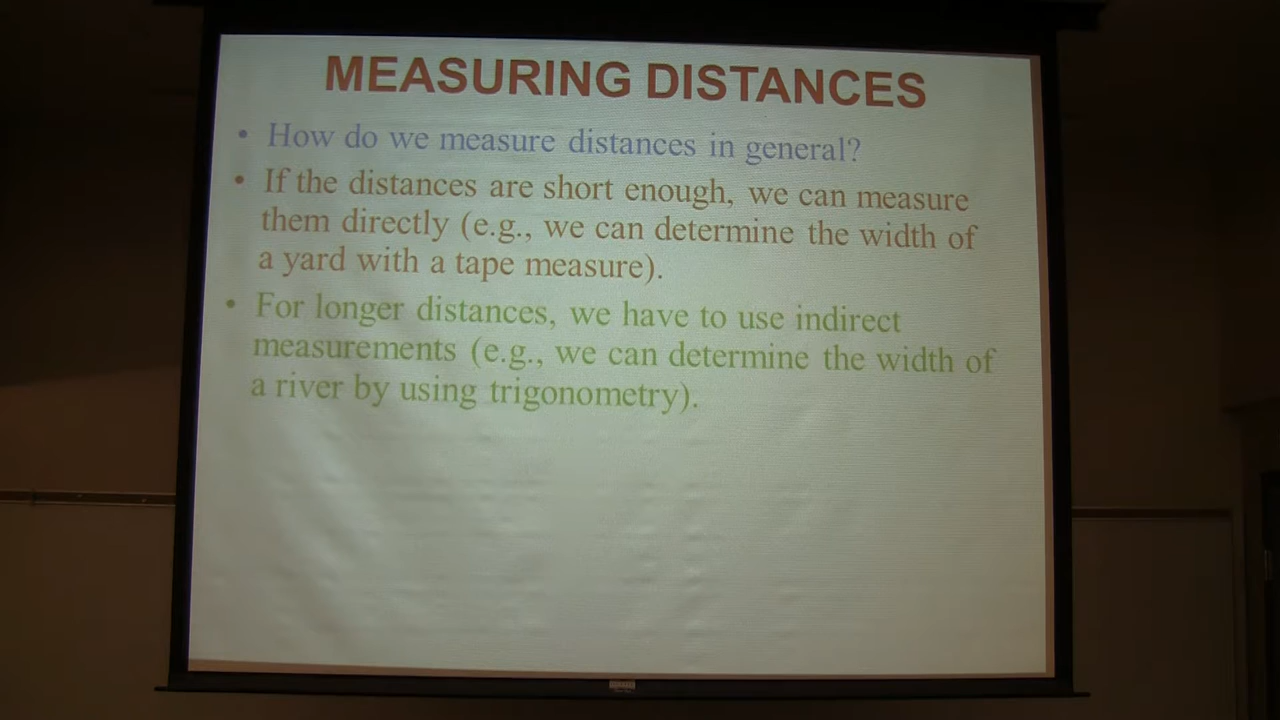 MEASURING DISTANCES
• How do we measure distances in general?
• If the distances are short enough, we can measure
them directly (e.g., we can determine the width of
a yard with a tape measure).
• For longer distances, we have to use indirect
measurements (e.g., we can determine the width of
a river by using trigonometry).